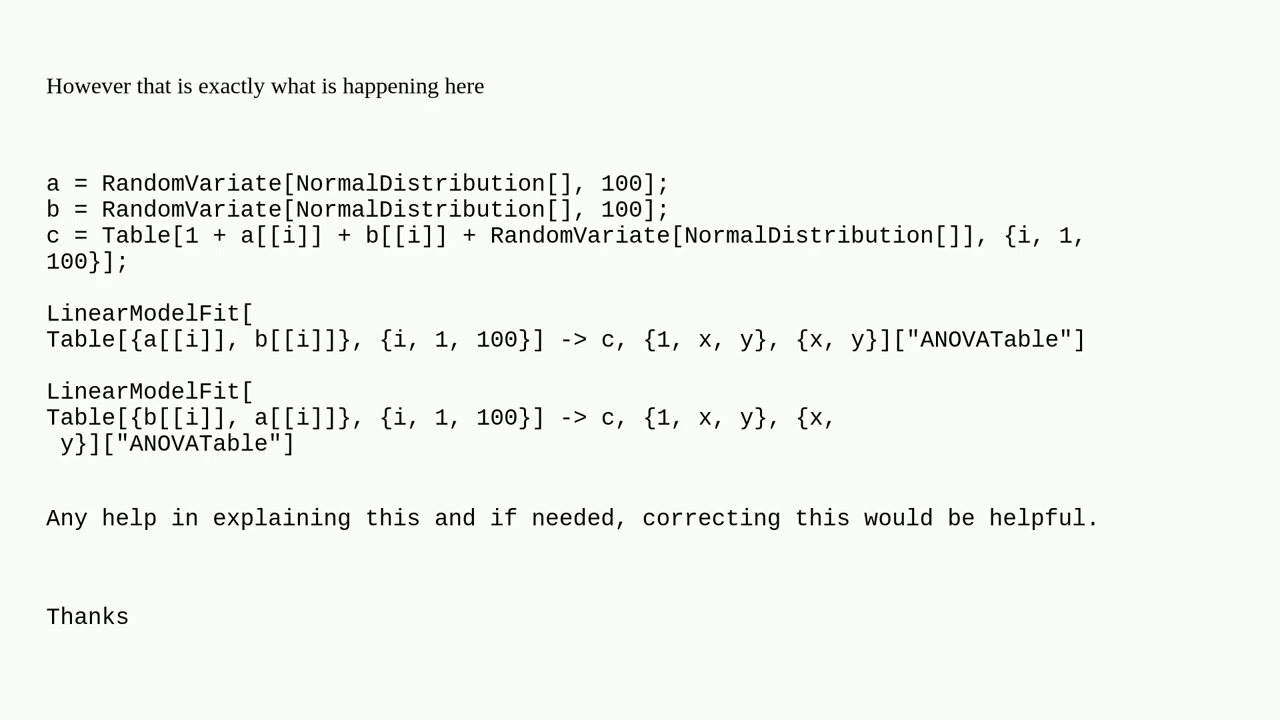 However that is exactly what is happening here
a = RandomVariate[NormalDistribution[], 100];
b = RandomVariate[NormalDistribution[], 100];
c = Table[1 + a[[i]] + b[[i]] + RandomVariate[NormalDistribution[]], {i, 1,
100}];
LinearModelFit[
Table[{a[[i]], b[[i]]}, {i, 1, 100}] -> c, {1, x, y}, {x, y}]["ANOVATable"]
LinearModelFit[
Table[{b[[i]], a[[i]]}, {i, 1, 100}] -> c, {1, x, y}, {x,
 y}]["ANOVATable"]
Any help in explaining this and if needed, correcting this would be helpful.
Thanks